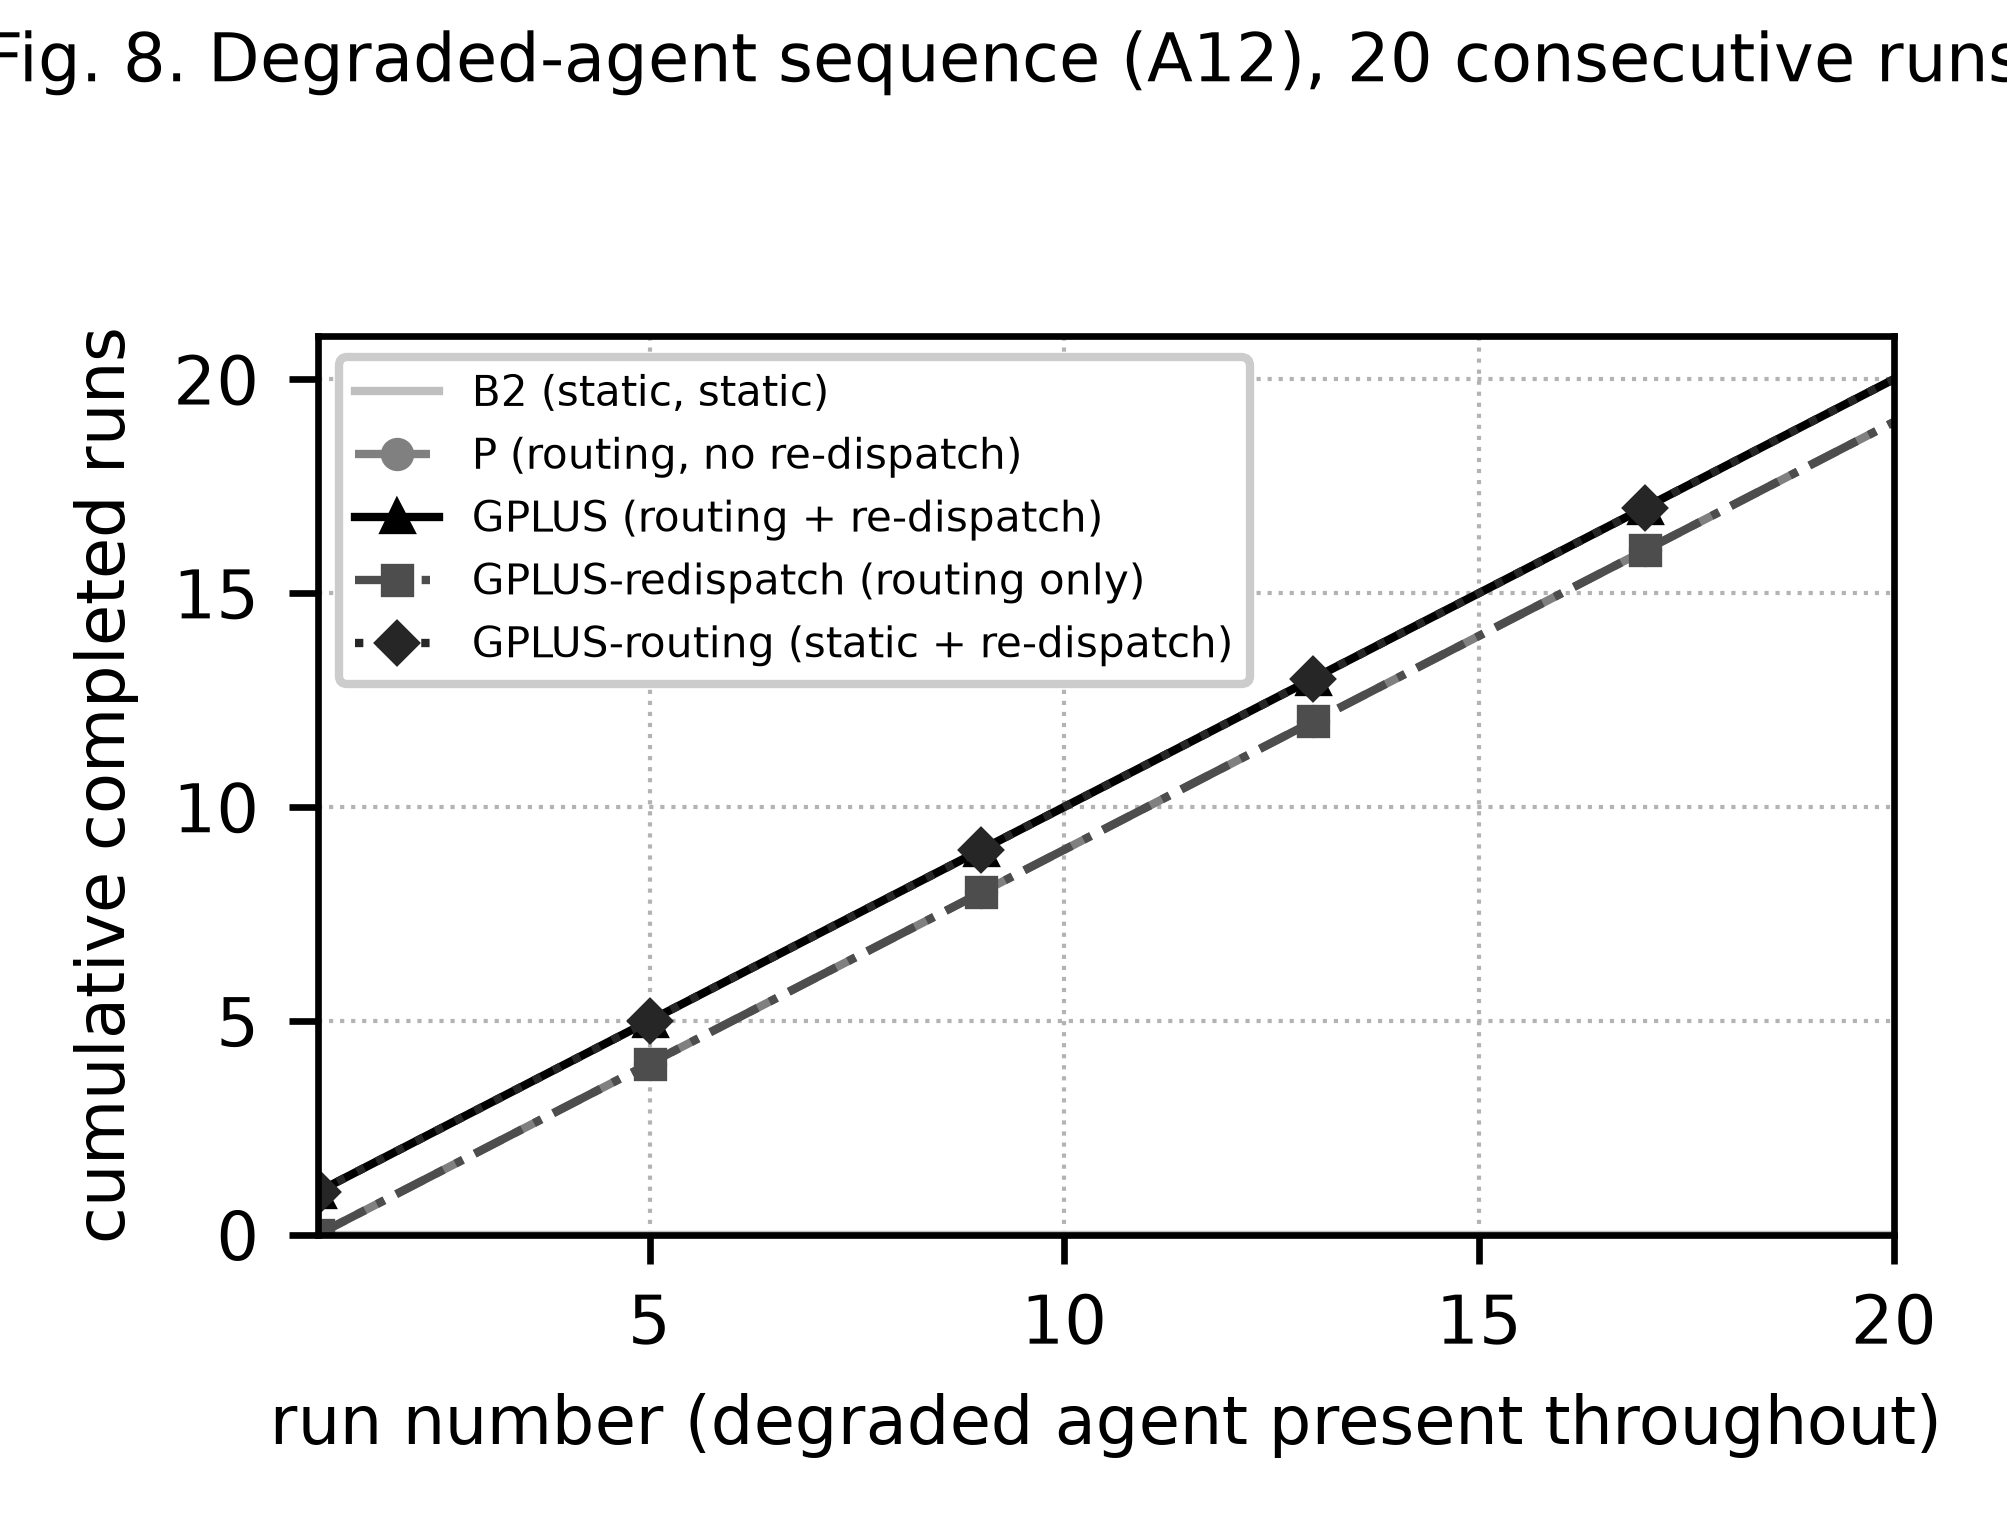 Fig. 8. Degraded-agent sequence (A12), 20 consecutive runs
cumulative completed runs
20
15
10
5
0
B2 (static, static)
P (routing, no re-dispatch)
GPLUS (routing + re-dispatch)
GPLUS-redispatch (routing only)
GPLUS-routing (static + re-dispatch)
5 10 15 20
run number (degraded agent present throughout)